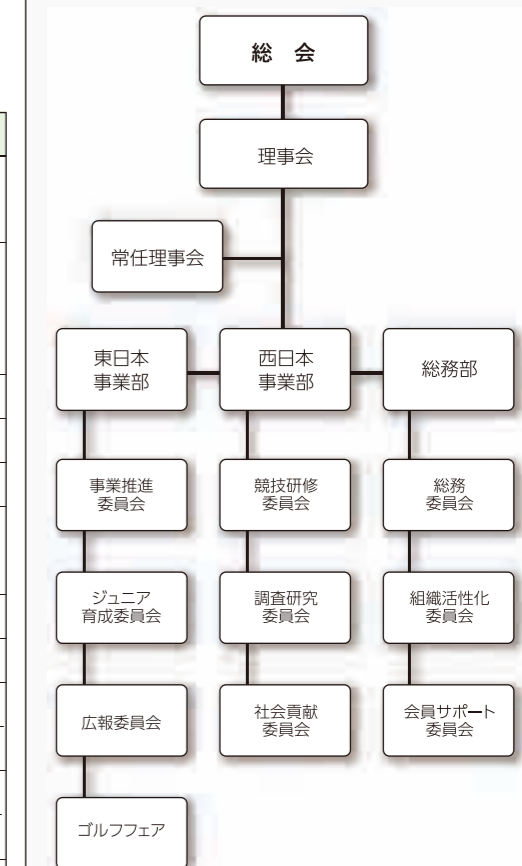 総 会
理事会
常任理事会
東日本
事業部
西日本
事業部
総務部
事業推進
委員会
競技研修
委員会
総務
委員会
ジュニア
育成委員会
調査研究
委員会
組織活性化
委員会
広報委員会
社会貢献
委員会
会員サポート
委員会
ゴルフフェア